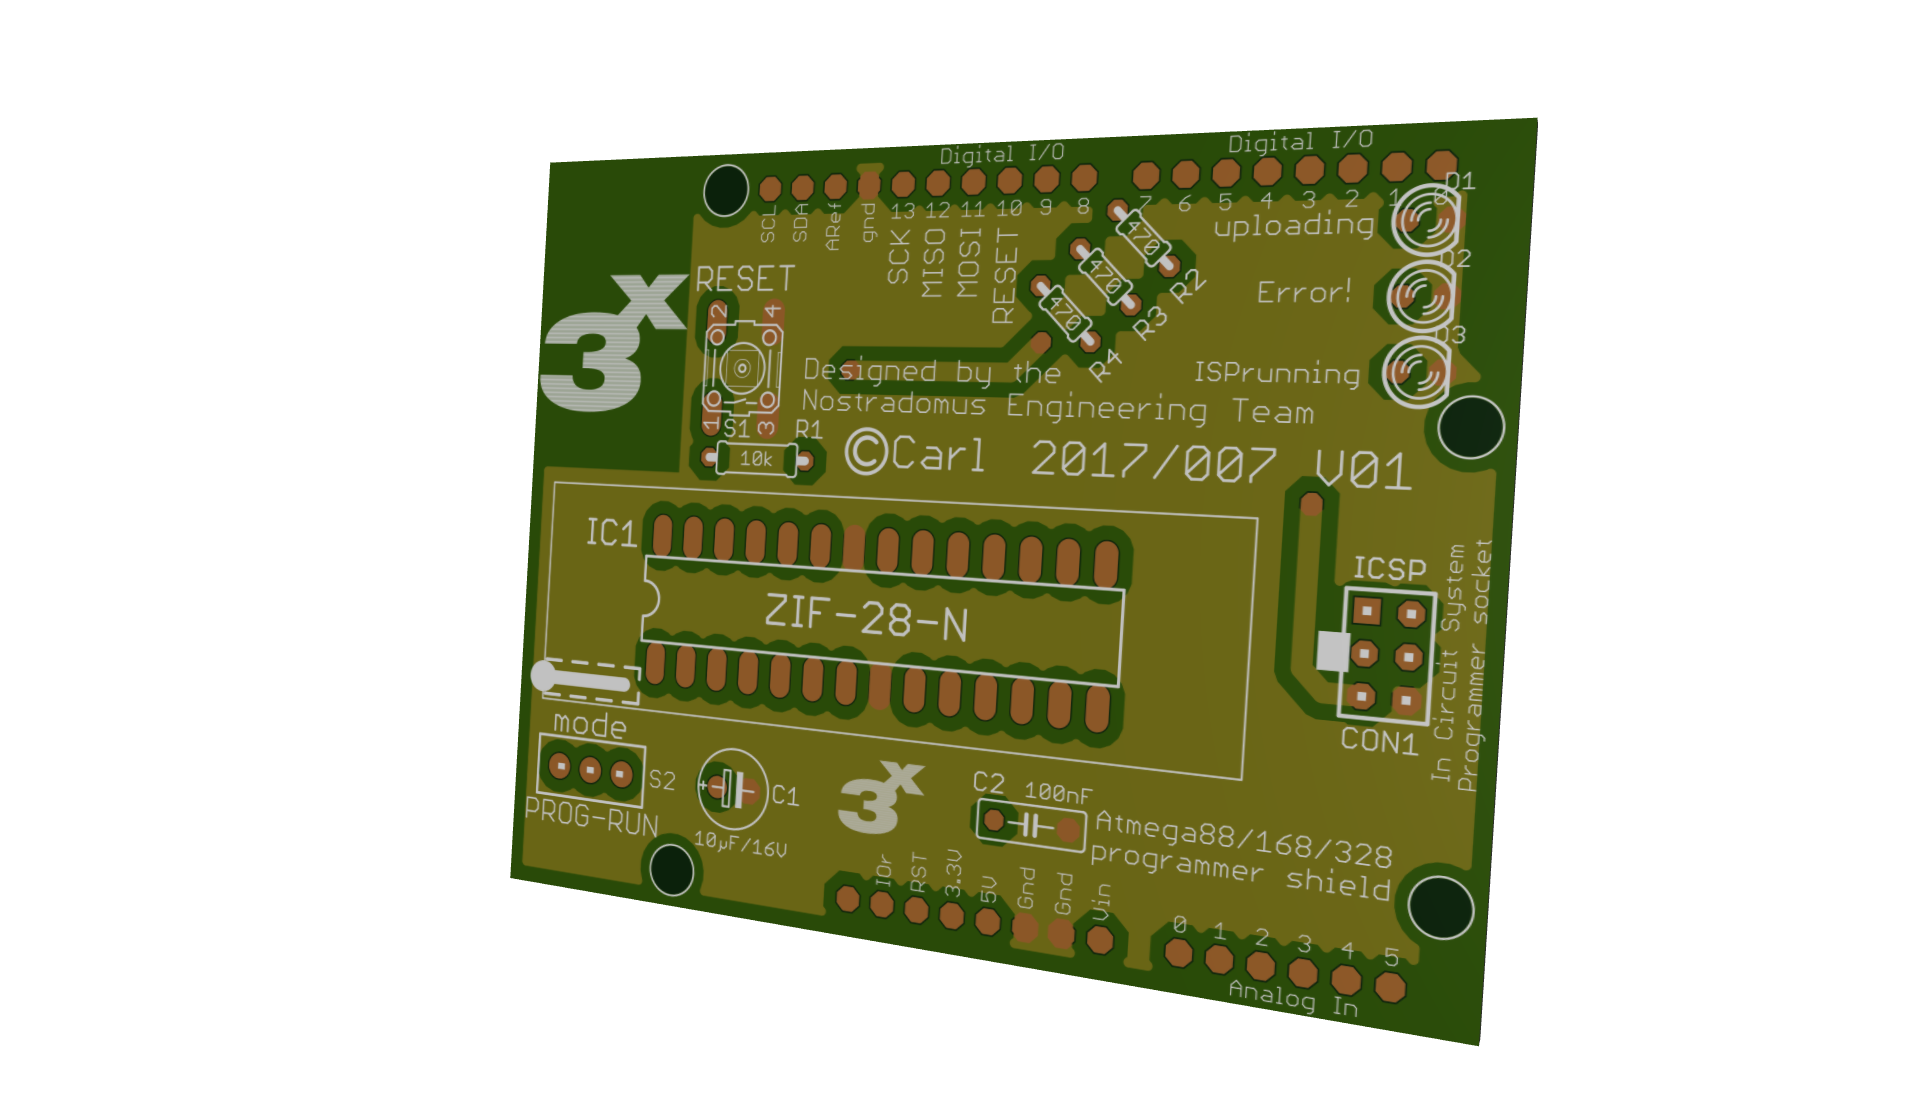 Digital I/O
Digital I/O
SCL
SDA
ARef
gnd
13
12
11
10
9
8
7
6
5
4
3
2
1
0
SCK
MISO
MOSI
RESET
D1
uploading
D2
Error!
D3
ISPrunning
470
R2
470
R3
470
R4
3x
RESET
2
4
1
3
S1
R1
10k
Designed by the
Nostradomus Engineering Team
©Carl 2017/007 V01
IC1
ZIF-28-N
ICSP
CON1
In Circuit System
Programmer socket
mode
S2
PROG-RUN
+
C1
10µF/16V
3x
C2 100nF
Atmega88/168/328
programmer shield
IOr
RST
3.3V
5V
Gnd
Gnd
Vin
0
1
2
3
4
5
Analog In